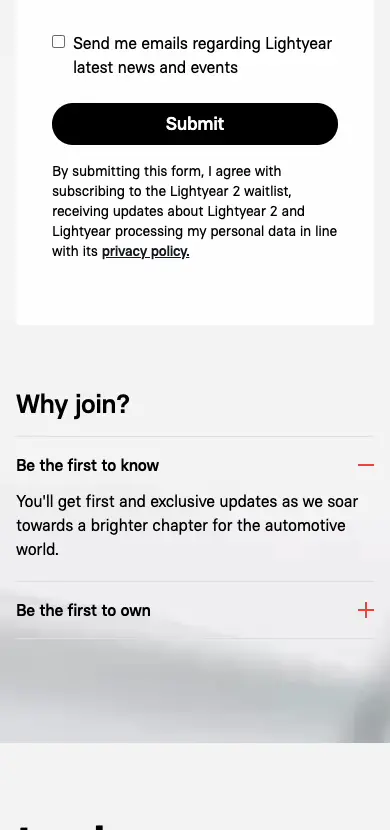 Send me emails regarding Lightyear
latest news and events
Submit
By submitting this form, I agree with
subscribing to the Lightyear 2 waitlist,
receiving updates about Lightyear 2 and
Lightyear processing my personal data in line
with its privacy policy.
Why join?
Be the first to know
You'll get first and exclusive updates as we soar
towards a brighter chapter for the automotive
world.
Be the first to own